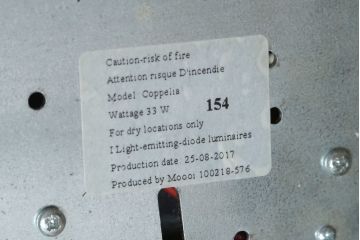 Caution-risk of fire
Attention risque D'incendie
Model Coppelia
Wattage 33 W 154
For dry locations only
I Light-emitting-diode luminaires
Production date 25-08-2017
Produced by Moooi 100218-576